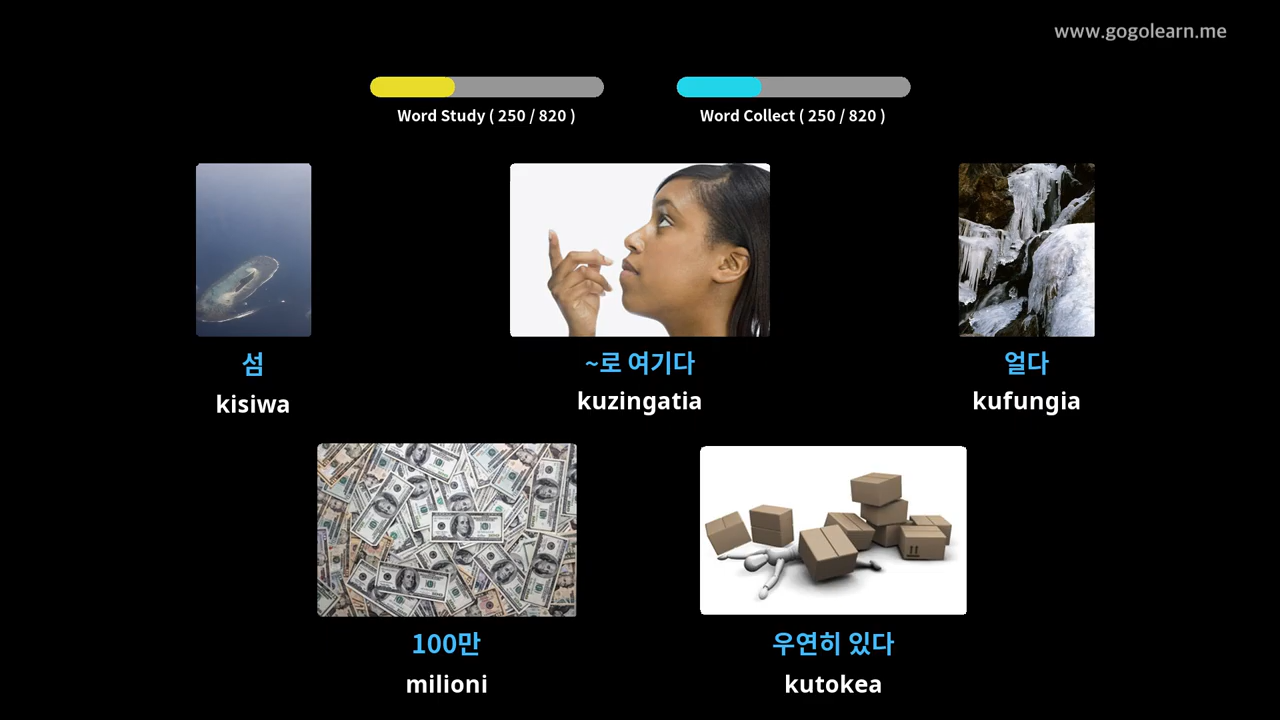 www.gogolearn.me
Word Study ( 250 / 820 )
Word Collect ( 250 / 820 )
섬
kisiwa
~로 여기다
kuzingatia
얼다
kufungia
100만
milioni
우연히 있다
kutokea